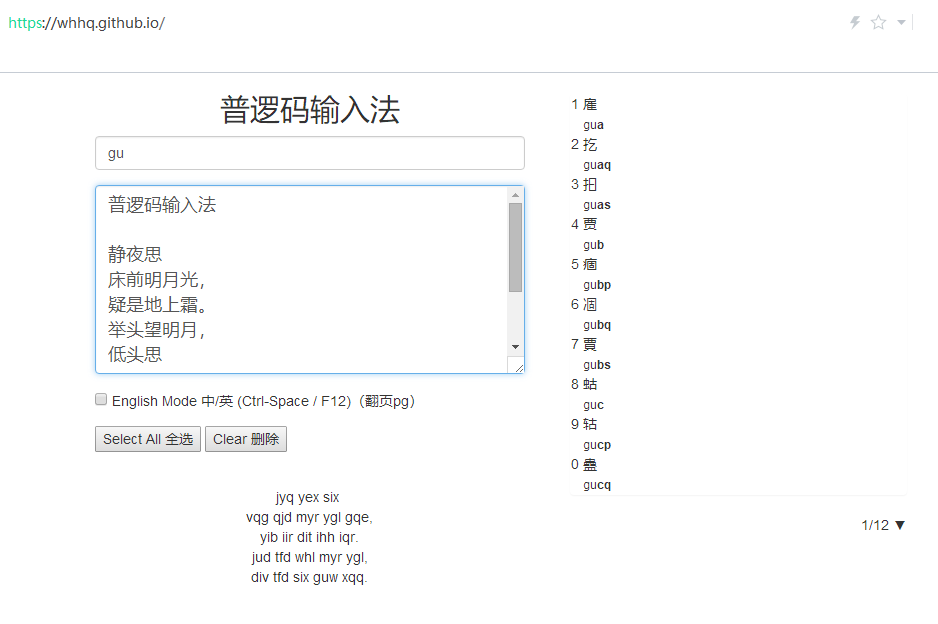 https://whhq.github.io/
普逻码输入法
gu
普逻码输入法
静夜思
床前明月光，
疑是地上霜。
举头望明月，
低头思
English Mode 中/英 (Ctrl-Space / F12)（翻页pg）
Select All 全选 Clear 删除
jyq yex six
vqg qjd myr ygl gqe,
yib iir dit ihh iqr.
jud tfd whl myr ygl,
div tfd six guw xqq.
1 雇
gua
2 扢
guaq
3 抇
guas
4 贾
gub
5 痼
gubp
6 凅
gubq
7 賈
gubs
8 蛄
guc
9 轱
gucp
0 蛊
gucq
1/12 ▼